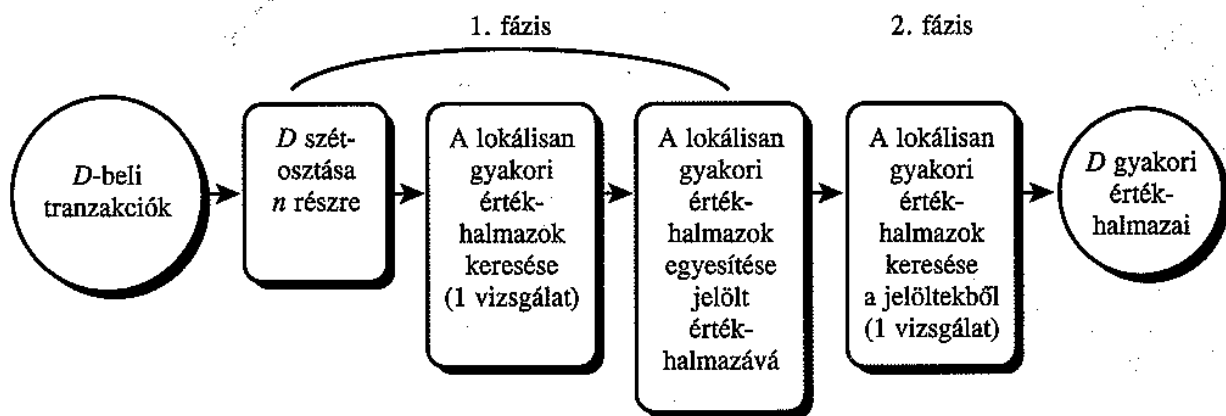 1. fázis
2. fázis
D-beli
tranzakciók
D szét-
osztása
n részre
A lokálisan
gyakori
érték-
halmazok
keresése
(1 vizsgálat)
A lokálisan
gyakori
érték-
halmazok
egyesítése
jelölt
érték-
halmazává
A lokálisan
gyakori
érték-
halmazok
keresése
a jelöltekből
(1 vizsgálat)
D gyakori
érték-
halmazai